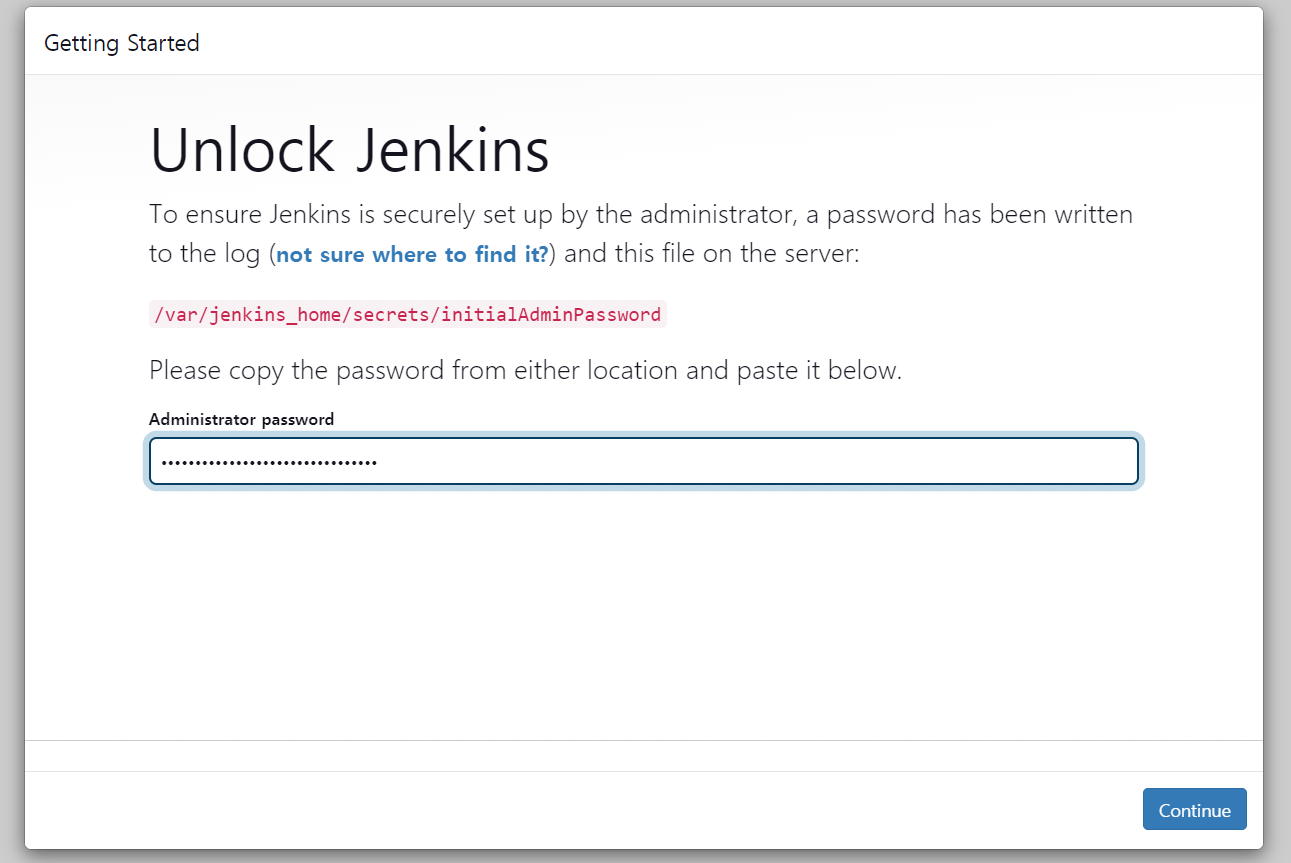 Getting Started
Unlock Jenkins
To ensure Jenkins is securely set up by the administrator, a password has been written
to the log (not sure where to find it?) and this file on the server:
/var/jenkins_home/secrets/initialAdminPassword
Please copy the password from either location and paste it below.
Administrator password
••••••••••••••••••••••••••••••••
Continue